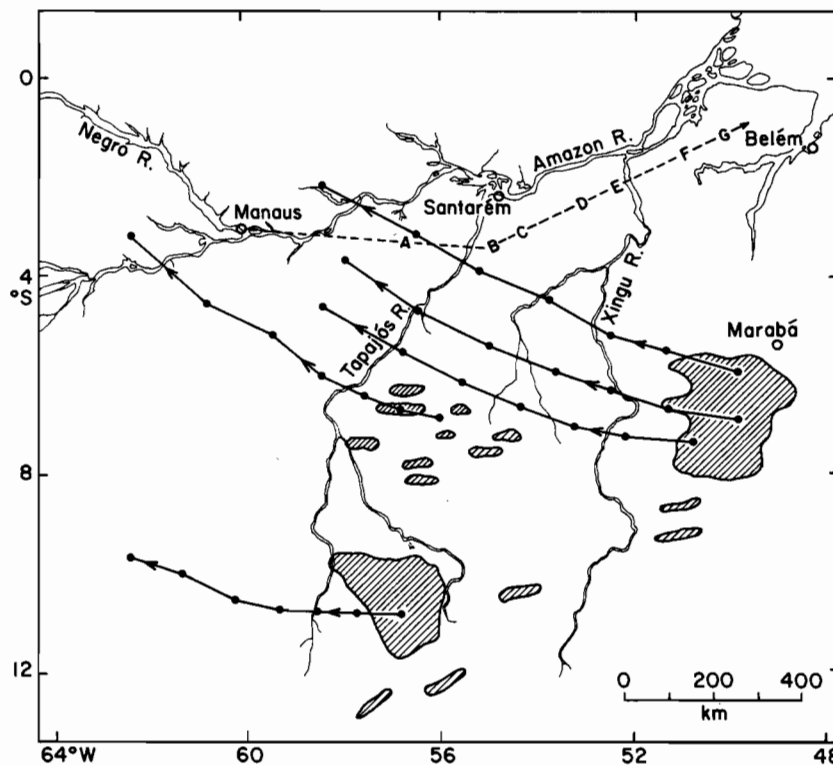 0
Negro R.
Amazon R.
Belém
Manaus
Santarém
A
B
C
D
E
F
G
4
°S
Tapajós R.
Xingu R.
Marabá
8
12
0 200 400
km
64°W 60 56 52 48